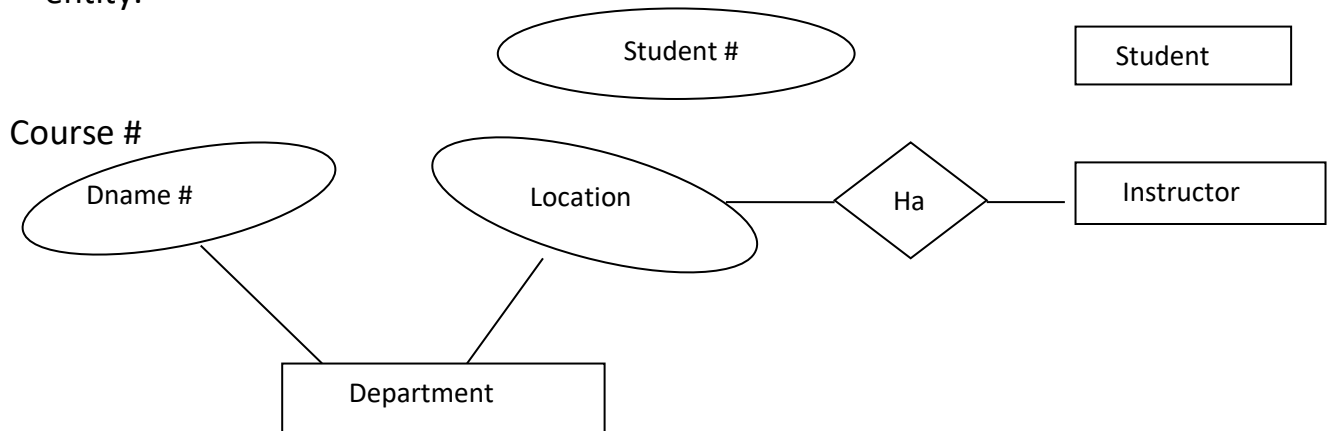 entity.
Student #
Student
Course #
Dname #
Location
Ha
Instructor
Department